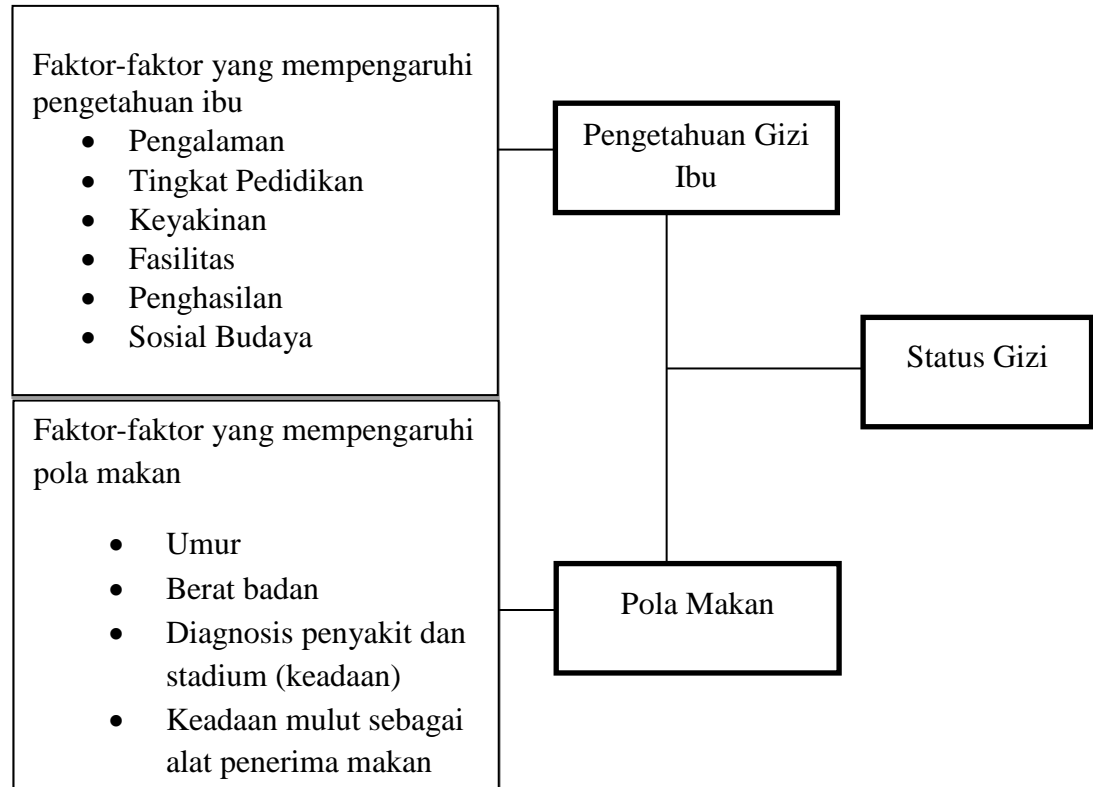 Faktor-faktor yang mempengaruhi
pengetahuan ibu
• Pengalaman
• Tingkat Pedidikan
• Keyakinan
• Fasilitas
• Penghasilan
• Sosial Budaya
Pengetahuan Gizi
Ibu
Status Gizi
Faktor-faktor yang mempengaruhi
pola makan
• Umur
• Berat badan
• Diagnosis penyakit dan
stadium (keadaan)
• Keadaan mulut sebagai
alat penerima makan
Pola Makan